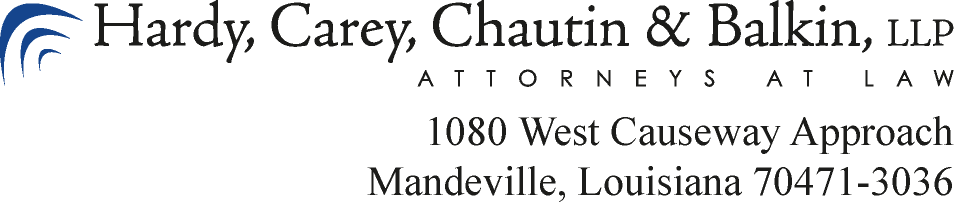 Hardy, Carey, Chautin & Balkin, LLP
ATTORNEYS AT LAW
1080 West Causeway Approach
Mandeville, Louisiana 70471-3036